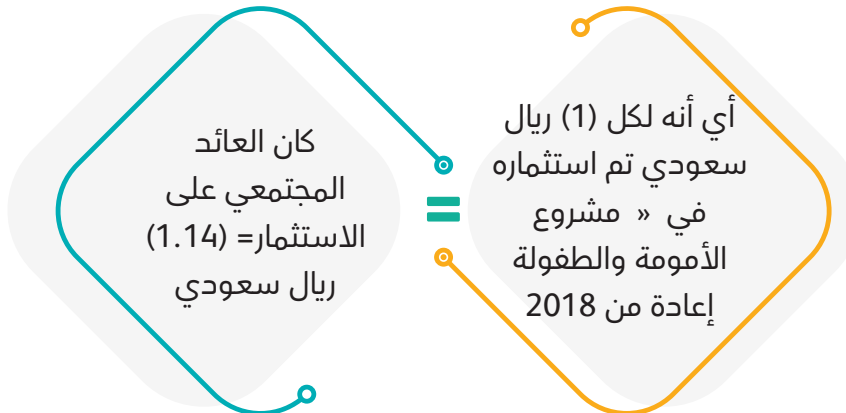 أي أنه لكل (1) ريال
سعودي تم استثماره
في « مشروع
الأمومة والطفولة
إعادة من 2018
=
كان العائد
المجتمعي على
الاستثمار= (1.14)
ريال سعودي